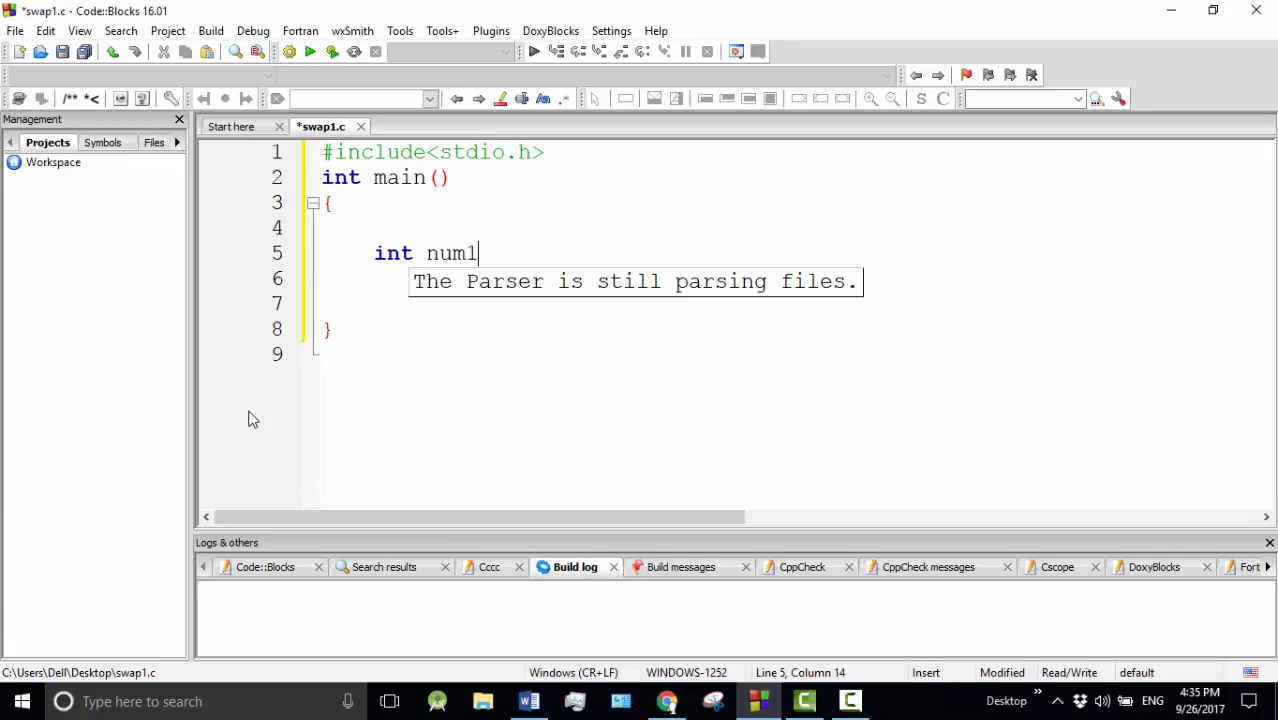 *swap1.c - Code::Blocks 16.01
File Edit View Search Project Build Debug Fortran wxSmith Tools Tools+ Plugins DoxyBlocks Settings Help
/** *< S C
Management
Start here *swap1.c
Projects Symbols Files
Workspace
1 #include<stdio.h>
2 int main()
3 {
4
5 int num1
6 The Parser is still parsing files.
7
8 }
9
Logs & others
Code::Blocks Search results Cccc Build log Build messages CppCheck CppCheck messages Cscope DoxyBlocks Fort
C:\Users\Dell\Desktop\swap1.c Windows (CR+LF) WINDOWS-1252 Line 5, Column 14 Insert Modified Read/Write default
Type here to search Desktop ENG 4:35 PM
9/26/2017